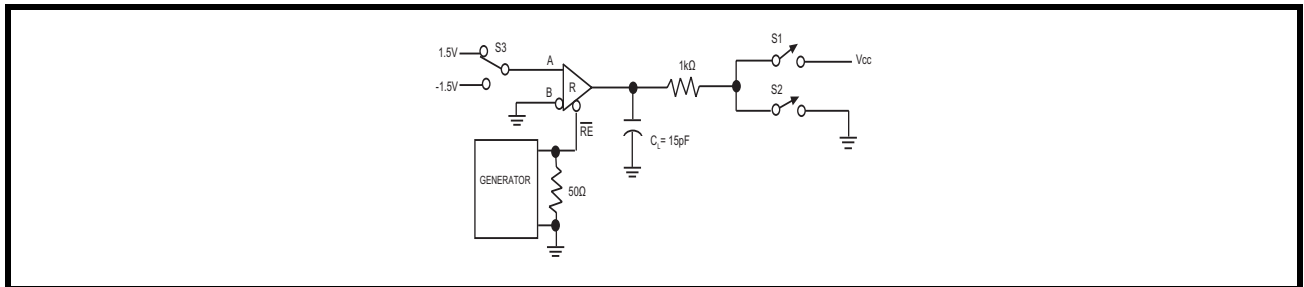 S1
1.5V
S3
A
1kΩ
Vcc
R
-1.5V
B
S2
RE
C_L= 15pF
GENERATOR
50Ω